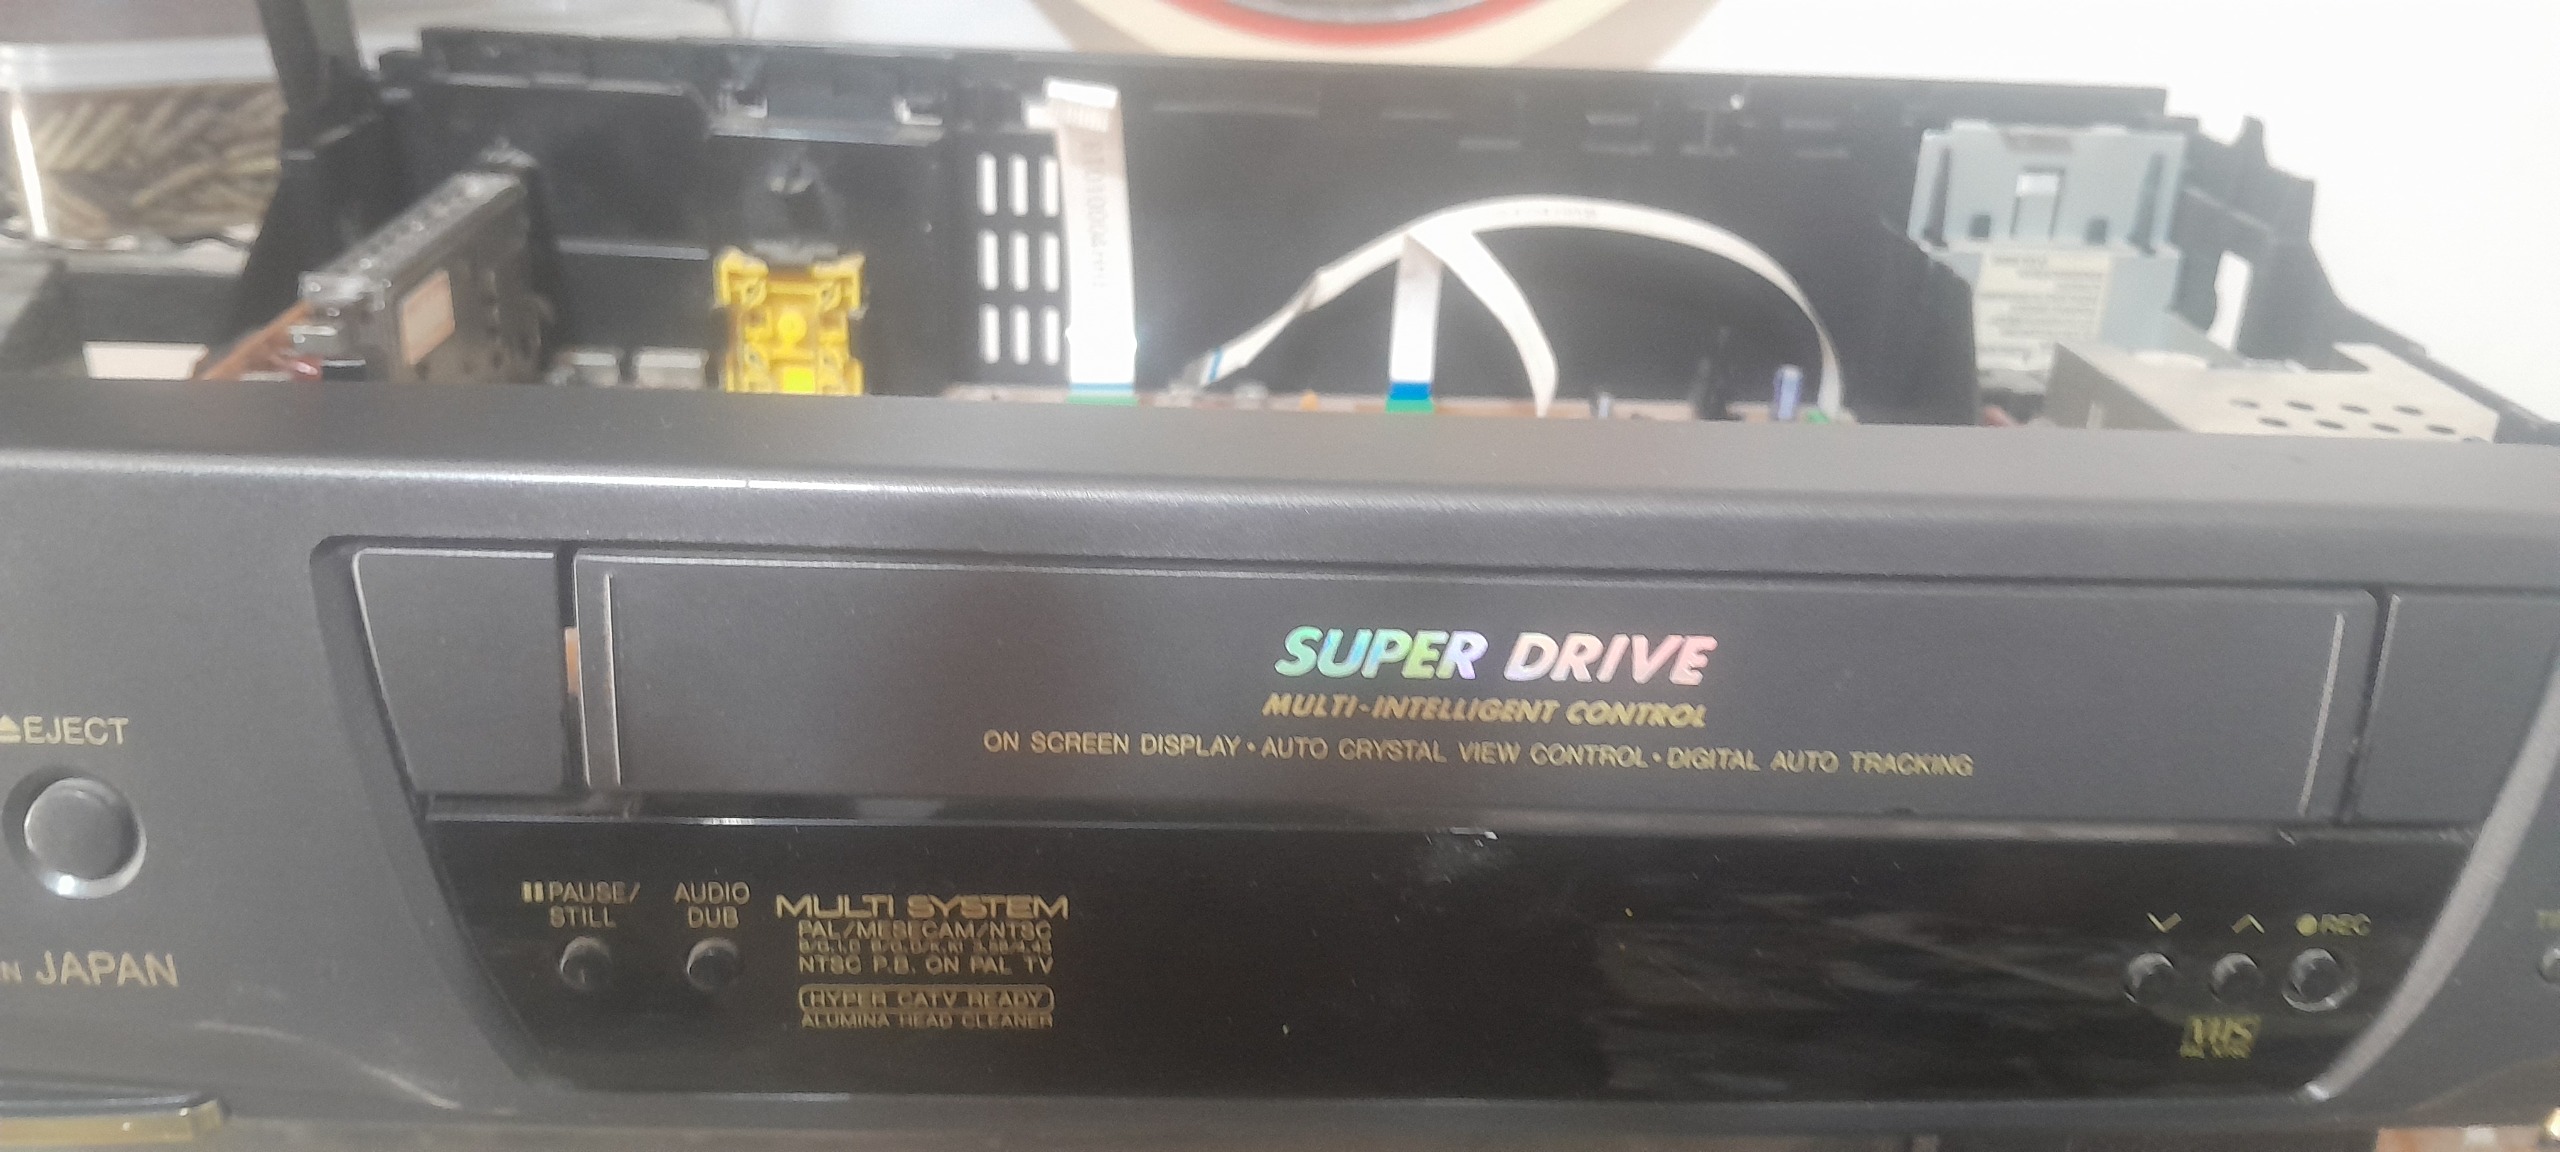 SUPER DRIVE
MULTI-INTELLIGENT CONTROL
ON SCREEN DISPLAY • AUTO CRYSTAL VIEW CONTROL • DIGITAL AUTO TRACKING
EJECT
JAPAN
PAUSE/
STILL
AUDIO
DUB
MULTI SYSTEM
PAL/MESECAM/NTSC
NTSC P.B. ON PAL TV
HYPER CATV READY
ALUMINA HEAD CLEANER
REC
VHS